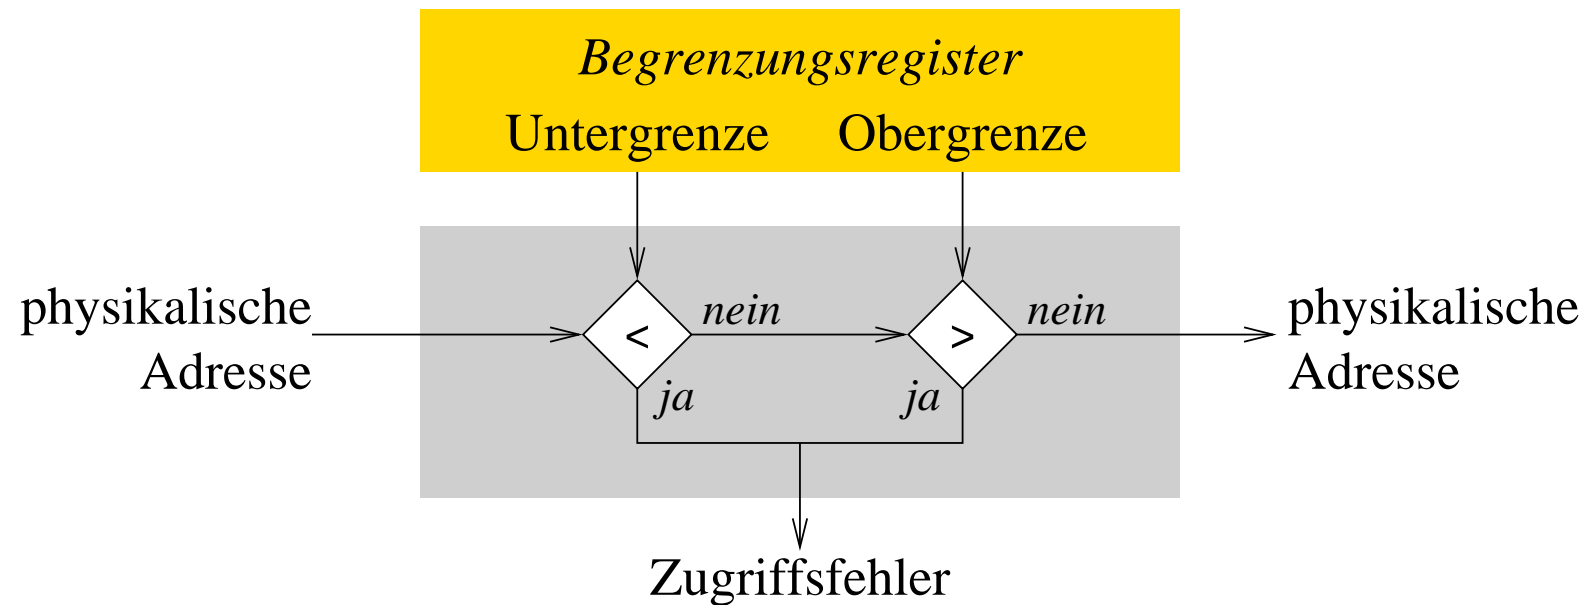 Begrenzungsregister
Untergrenze Obergrenze
physikalische
Adresse
< nein > nein
ja ja
physikalische
Adresse
Zugriffsfehler